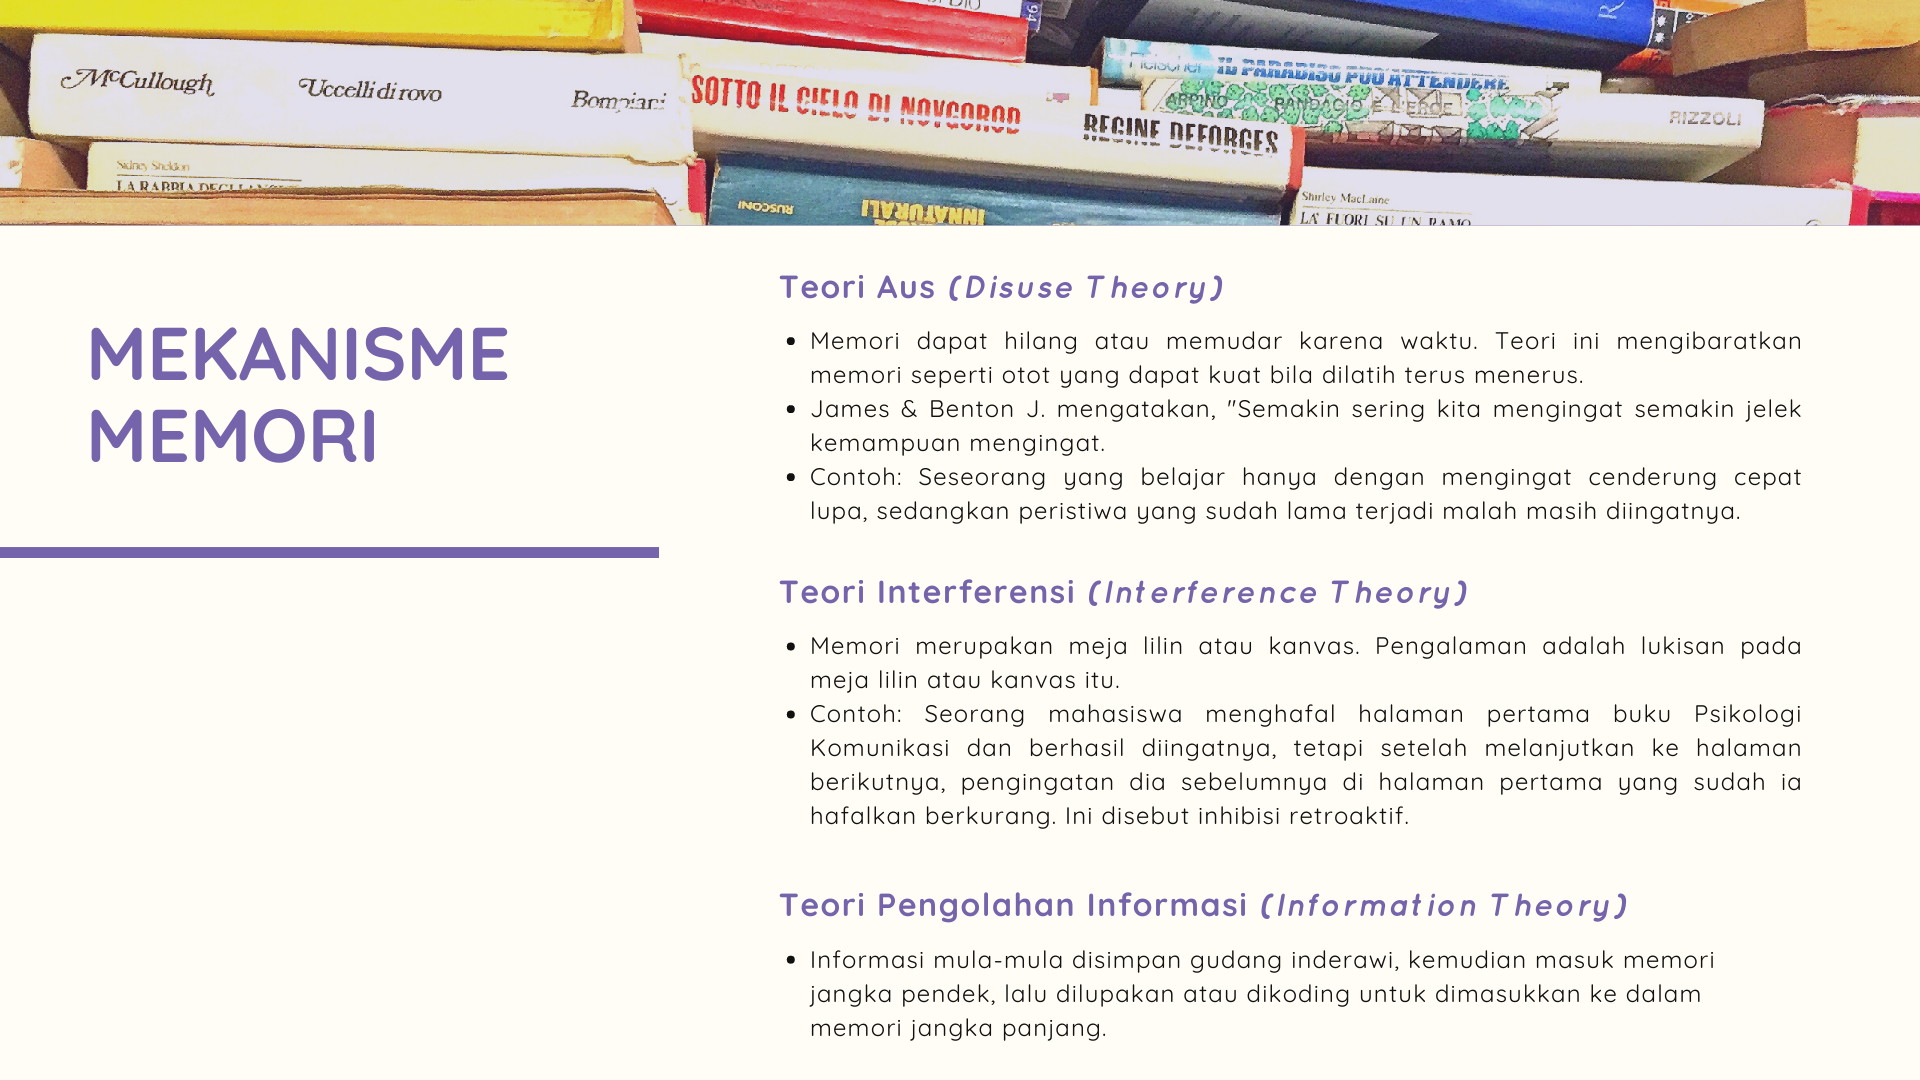 McCullough
Uccelli di rovo
Bompiani
SOTTO IL CIELO DI NOVGOROD
REGINE DEFORGES
IL PARADISO PUO ATTENDERE
RIZZOLI
Sidney Sheldon
RUSCONI
INNATURALI
Shirley MacLaine
LA' FUORI SU UN RAMO
MEKANISME
MEMORI
Teori Aus (Disuse Theory)
• Memori dapat hilang atau memudar karena waktu. Teori ini mengibaratkan
memori seperti otot yang dapat kuat bila dilatih terus menerus.
• James & Benton J. mengatakan, "Semakin sering kita mengingat semakin jelek
kemampuan mengingat.
• Contoh: Seseorang yang belajar hanya dengan mengingat cenderung cepat
lupa, sedangkan peristiwa yang sudah lama terjadi malah masih diingatnya.
Teori Interferensi (Interference Theory)
• Memori merupakan meja lilin atau kanvas. Pengalaman adalah lukisan pada
meja lilin atau kanvas itu.
• Contoh: Seorang mahasiswa menghafal halaman pertama buku Psikologi
Komunikasi dan berhasil diingatnya, tetapi setelah melanjutkan ke halaman
berikutnya, pengingatan dia sebelumnya di halaman pertama yang sudah ia
hafalkan berkurang. Ini disebut inhibisi retroaktif.
Teori Pengolahan Informasi (Information Theory)
• Informasi mula-mula disimpan gudang inderawi, kemudian masuk memori
jangka pendek, lalu dilupakan atau dikoding untuk dimasukkan ke dalam
memori jangka panjang.